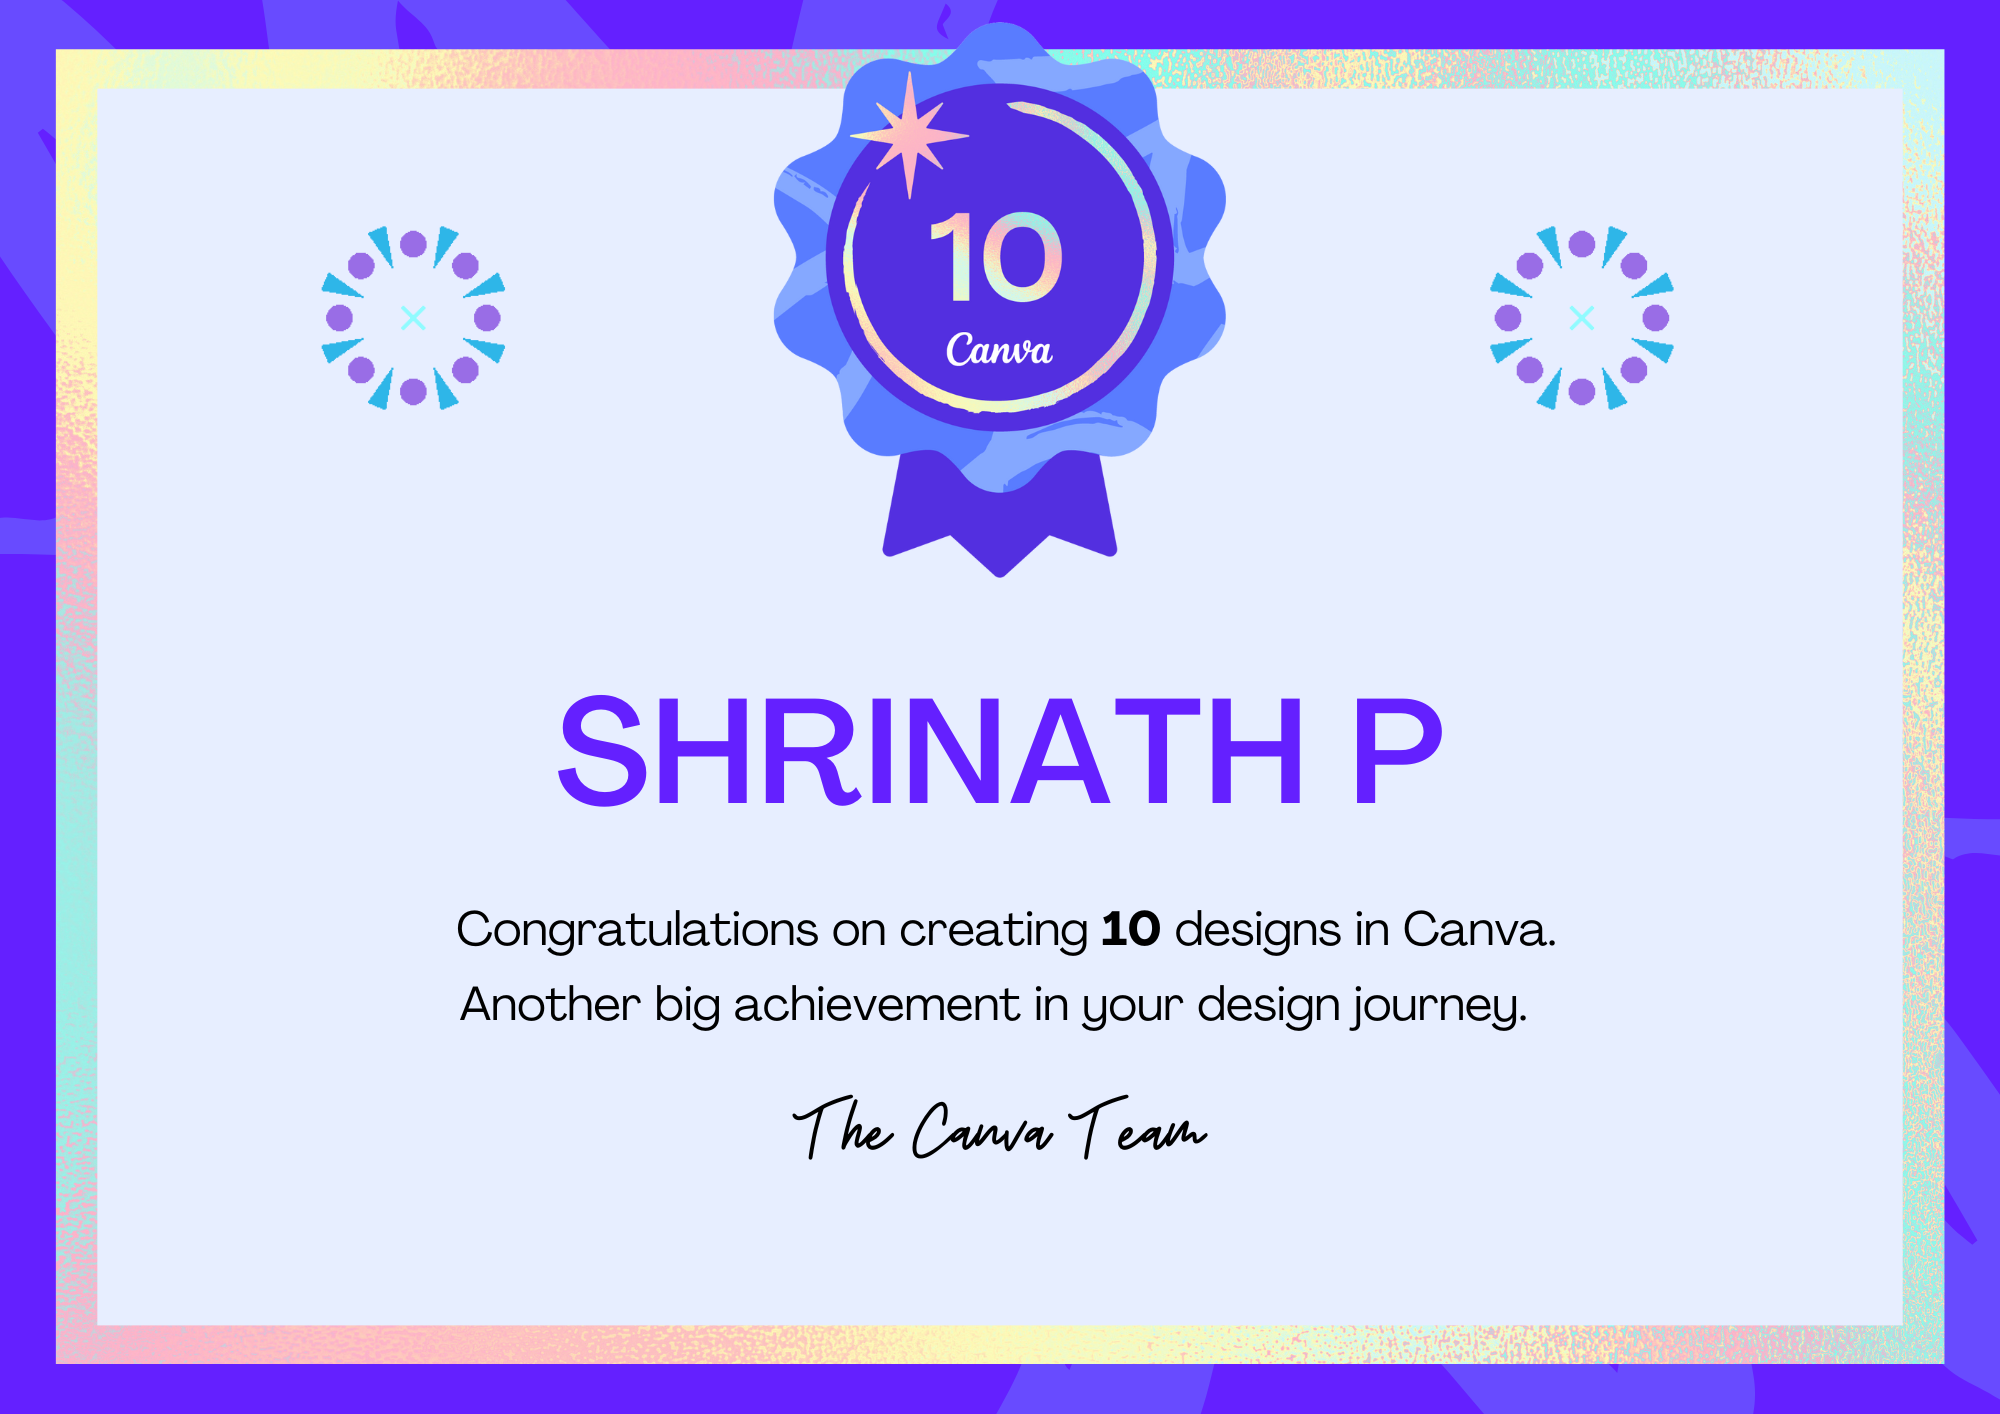 10
Canva
SHRINATH P
Congratulations on creating 10 designs in Canva.
Another big achievement in your design journey.
The Canva Team